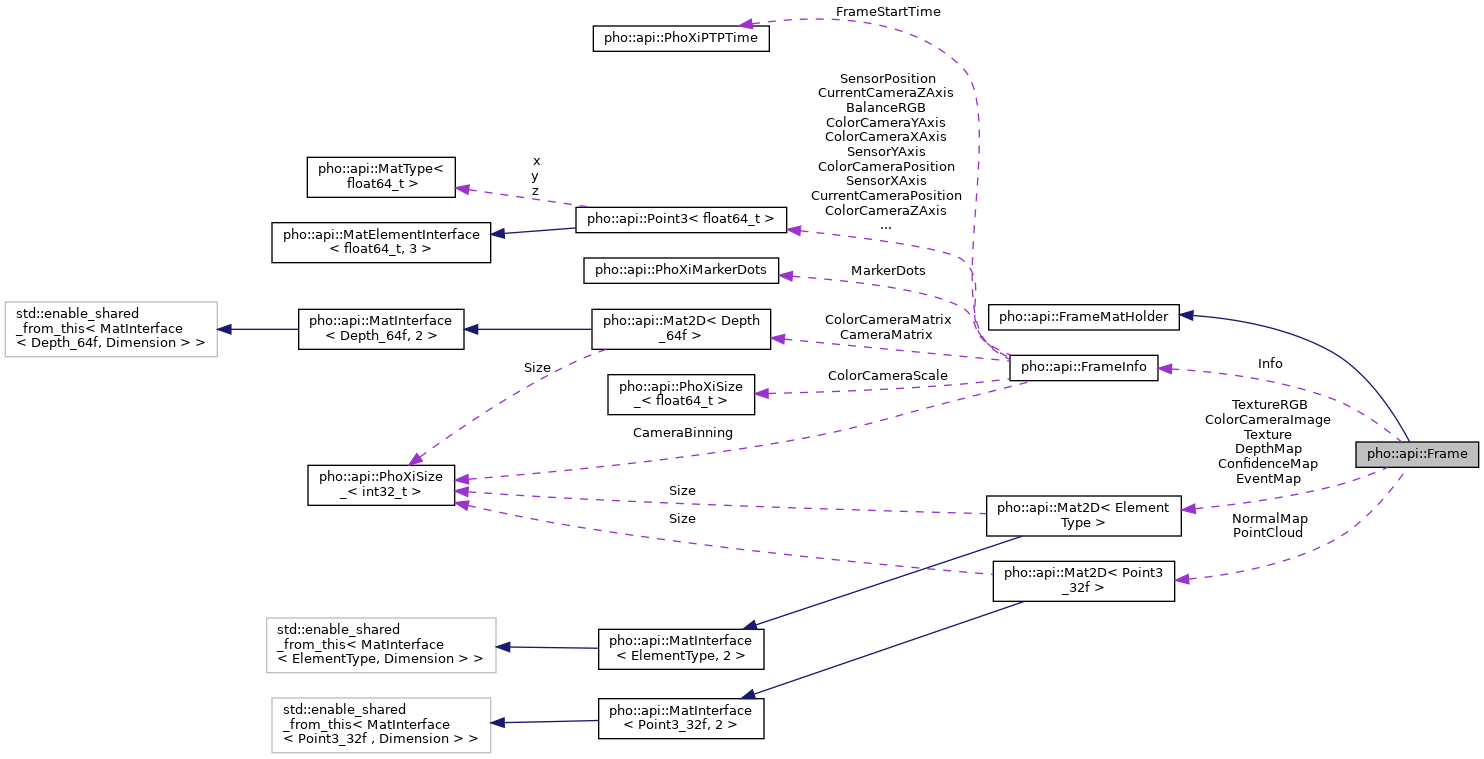 FrameStartTime
pho::api::PhoXiPTPTime
SensorPosition
CurrentCameraZAxis
BalanceRGB
ColorCameraYAxis
ColorCameraXAxis
SensorYAxis
ColorCameraPosition
SensorXAxis
CurrentCameraPosition
ColorCameraZAxis
...
x
y
z
pho::api::MatType<
float64_t >
pho::api::Point3< float64_t >
pho::api::MatElementInterface
< float64_t, 3 >
pho::api::PhoXiMarkerDots
MarkerDots
std::enable_shared
_from_this< MatInterface
< Depth_64f, Dimension > >
pho::api::MatInterface
< Depth_64f, 2 >
pho::api::Mat2D< Depth
_64f >
ColorCameraMatrix
CameraMatrix
pho::api::FrameMatHolder
pho::api::FrameInfo
Info
Size
pho::api::PhoXiSize
_< float64_t >
ColorCameraScale
TextureRGB
ColorCameraImage
Texture
DepthMap
ConfidenceMap
EventMap
pho::api::Frame
CameraBinning
pho::api::PhoXiSize
_< int32_t >
Size
Size
pho::api::Mat2D< Element
Type >
NormalMap
PointCloud
pho::api::Mat2D< Point3
_32f >
std::enable_shared
_from_this< MatInterface
< ElementType, Dimension > >
pho::api::MatInterface
< ElementType, 2 >
std::enable_shared
_from_this< MatInterface
< Point3_32f , Dimension > >
pho::api::MatInterface
< Point3_32f, 2 >